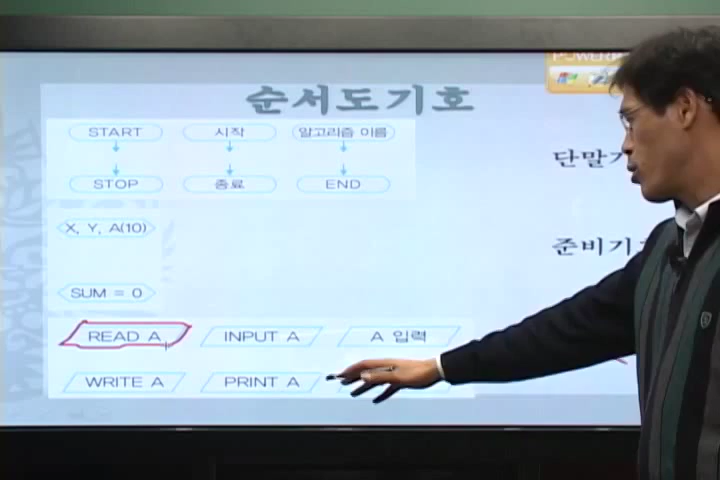 순서도기호
START 시작 알고리즘 이름
STOP 종료 END
단말기
X, Y, A(10)
준비기
SUM = 0
READ A INPUT A A 입력
WRITE A PRINT A